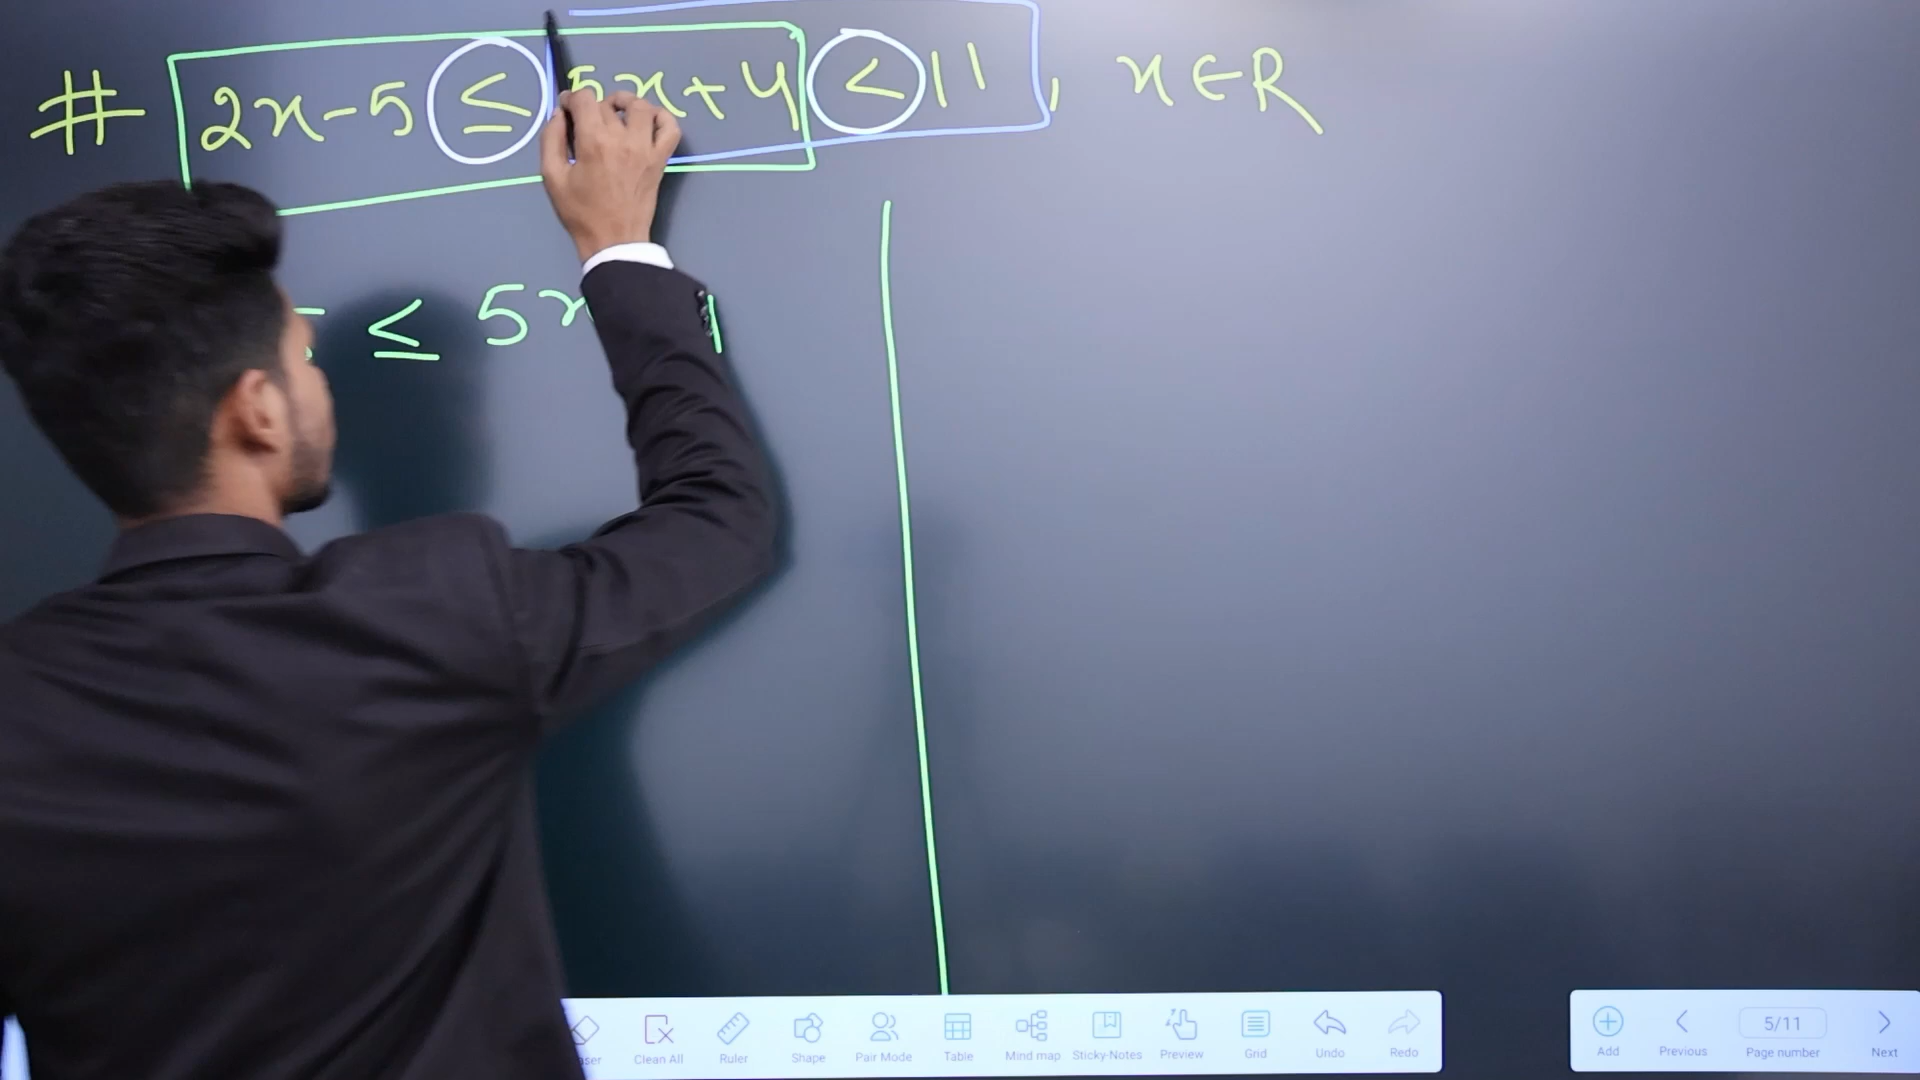 # 2x-5 ≤ 5x+4 < 11, x∈R
≤ 5x
Clean All Ruler Shape Pair Mode Table Mind map Sticky-Notes Preview Grid Undo Redo
Add Previous 5/11 Page number Next